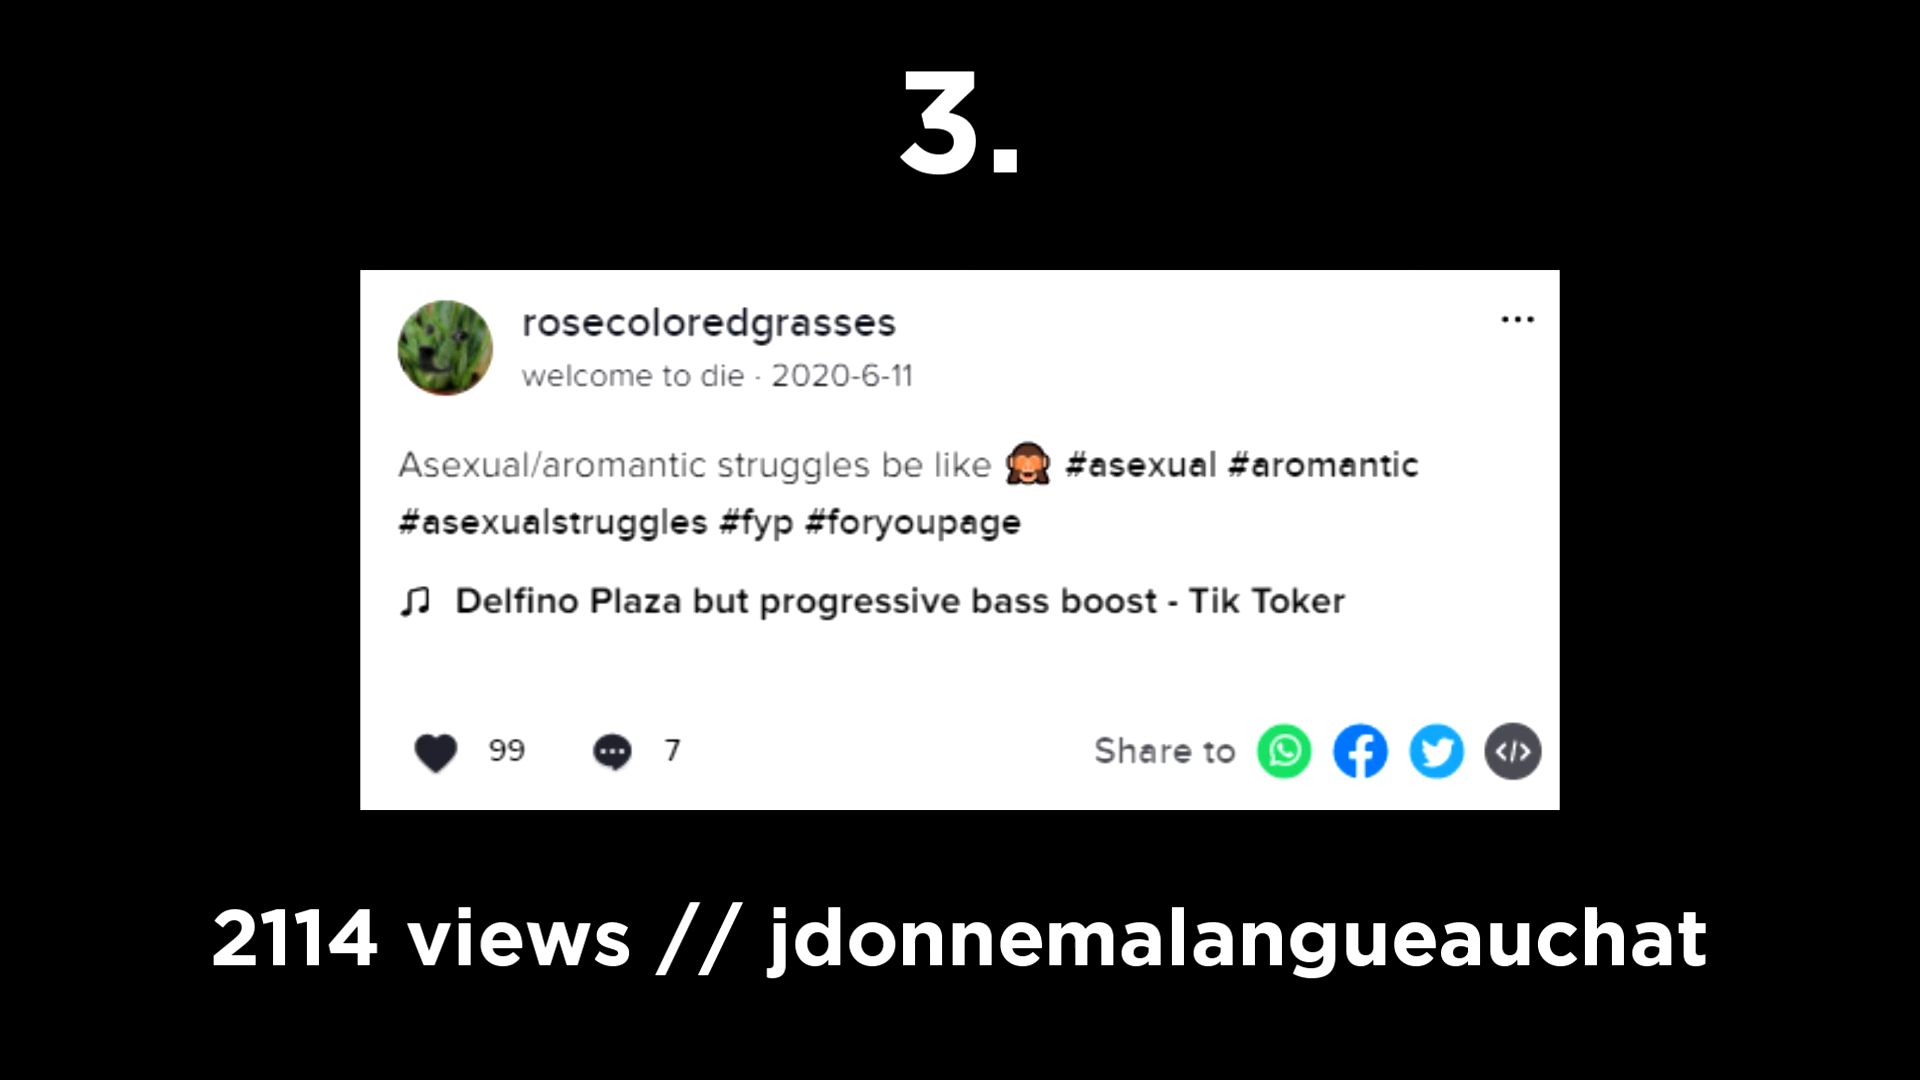 3.
rosecoloredgrasses
...
welcome to die · 2020-6-11
Asexual/aromantic struggles be like 🙈 #asexual #aromantic
#asexualstruggles #fyp #foryoupage
♫ Delfino Plaza but progressive bass boost - Tik Toker
99 7 Share to </>
2114 views // jdonnemalangueauchat